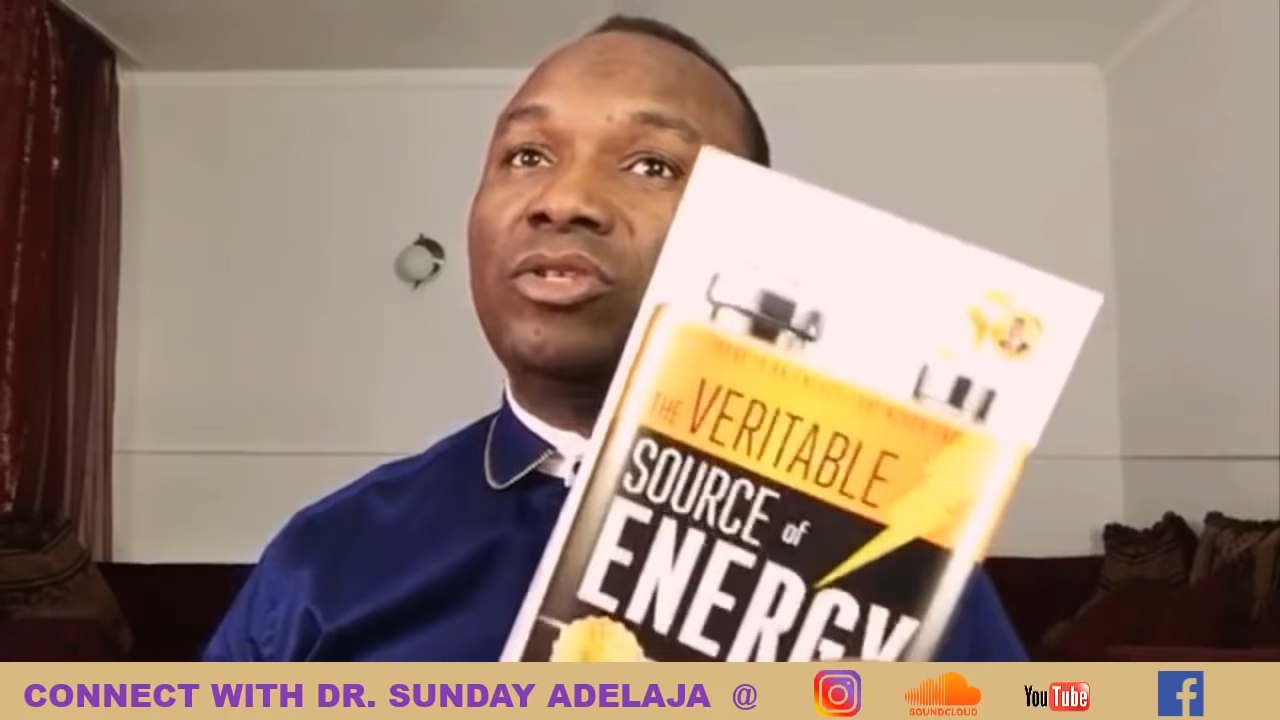 THE VERITABLE
SOURCE of
ENERGY
CONNECT WITH DR. SUNDAY ADELAJA @
SOUNDCLOUD
YouTube